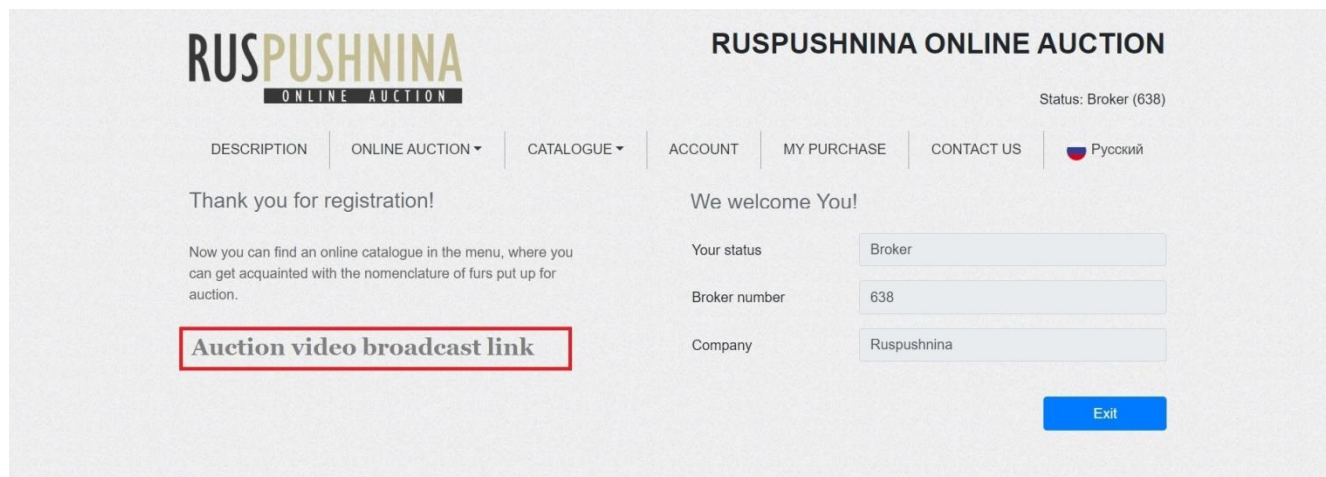 RUSPUSHNINA
ONLINE AUCTION
RUSPUSHNINA ONLINE AUCTION
Status: Broker (638)
DESCRIPTION ONLINE AUCTION CATALOGUE ACCOUNT MY PURCHASE CONTACT US Русский
Thank you for registration!
Now you can find an online catalogue in the menu, where you
can get acquainted with the nomenclature of furs put up for
auction.
Auction video broadcast link
We welcome You!
Your status Broker
Broker number 638
Company Ruspushnina
Exit